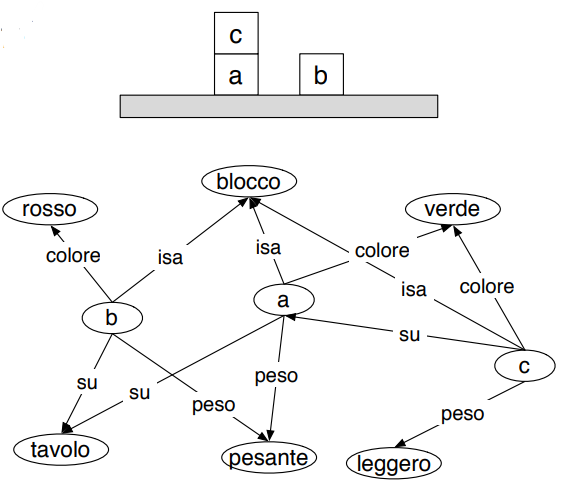 c
a b
blocco
rosso verde
colore isa isa colore
isa colore
b a
su c
su su peso
peso peso
tavolo pesante leggero